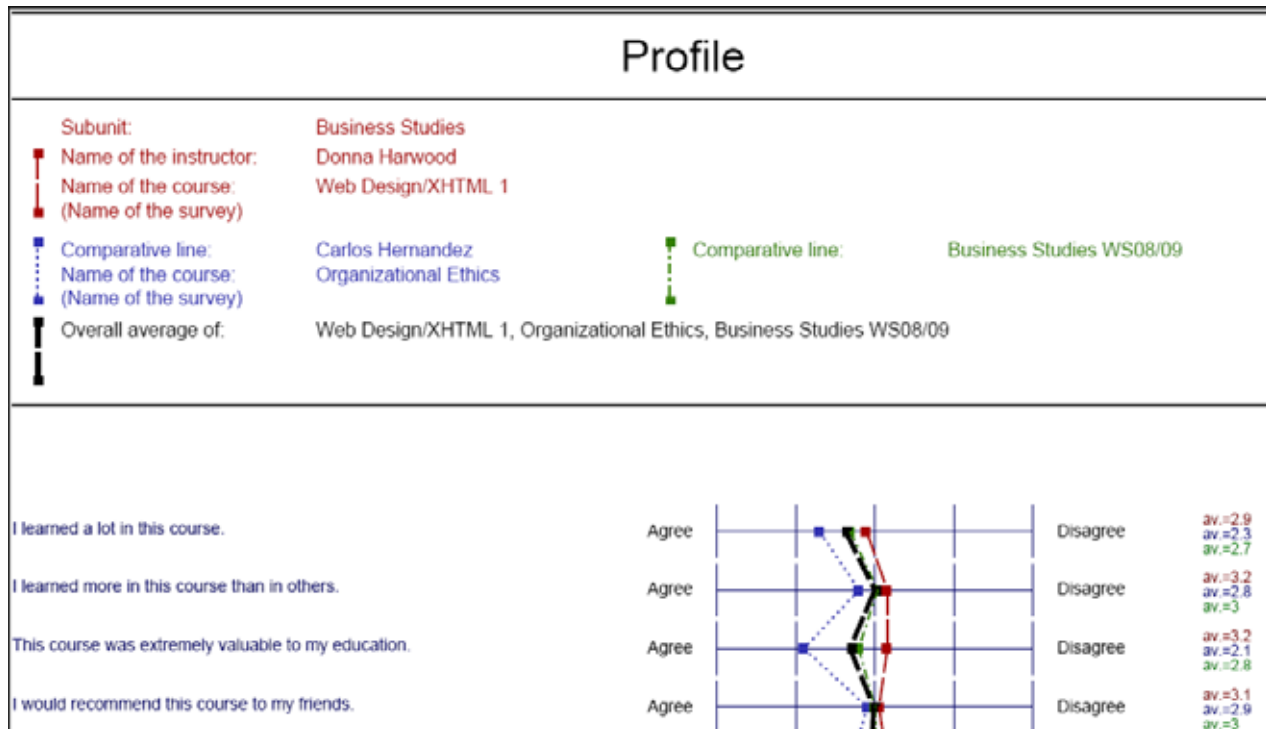 Profile
Subunit: Business Studies
Name of the instructor: Donna Harwood
Name of the course: Web Design/XHTML 1
(Name of the survey)
Comparative line: Carlos Hernandez Comparative line: Business Studies WS08/09
Name of the course: Organizational Ethics
(Name of the survey)
Overall average of: Web Design/XHTML 1, Organizational Ethics, Business Studies WS08/09
I learned a lot in this course. Agree Disagree av.=2.9
av.=2.3
av.=2.7
I learned more in this course than in others. Agree Disagree av.=3.2
av.=2.8
av.=3
This course was extremely valuable to my education. Agree Disagree av.=3.2
av.=2.1
av.=2.8
I would recommend this course to my friends. Agree Disagree av.=3.1
av.=2.9
av.=3